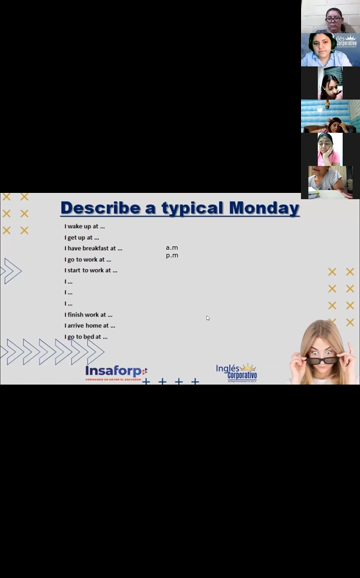 Describe a typical Monday
I wake up at ...
I get up at ...
I have breakfast at ...
I go to work at ...
I start to work at ...
I ...
I ...
I ...
I finish work at ...
I arrive home at ...
I go to bed at ...
a.m
p.m
Insaforp
Inglés
Corporativo